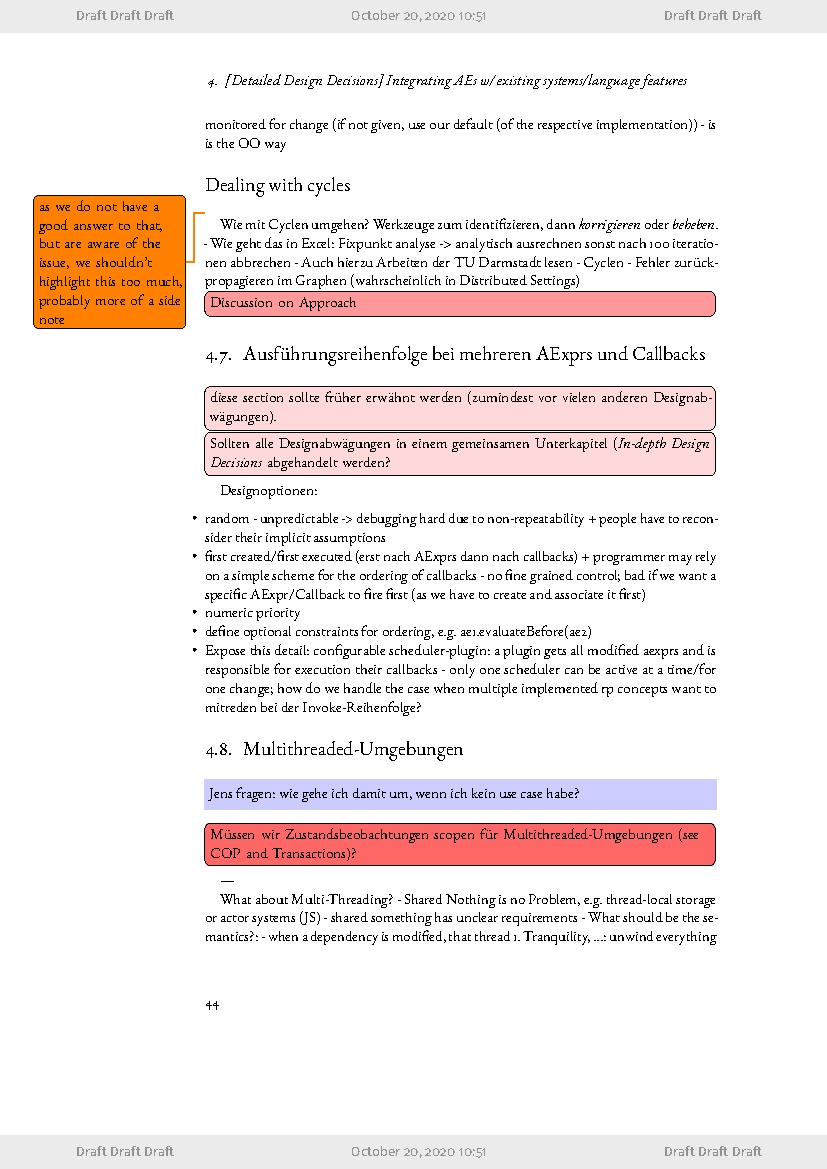 Draft Draft Draft October 20, 2020 10:51 Draft Draft Draft
4. [Detailed Design Decisions] Integrating AEs w/ existing systems/language features
monitored for change (if not given, use our default (of the respective implementation)) - is
is the OO way
Dealing with cycles
as we do not have a
good answer to that,
but are aware of the
issue, we shouldn't
highlight this too much,
probably more of a side
note
Wie mit Cyclen umgehen? Werkzeuge zum identifizieren, dann korrigieren oder beheben.
- Wie geht das in Excel: Fixpunkt analyse -> analytisch ausrechnen sonst nach 100 iteratio-
nen abbrechen - Auch hierzu Arbeiten der TU Darmstadt lesen - Cyclen - Fehler zurück-
propagieren im Graphen (wahrscheinlich in Distributed Settings)
Discussion on Approach
4.7. Ausführungsreihenfolge bei mehreren AExprs und Callbacks
diese section sollte früher erwähnt werden (zumindest vor vielen anderen Designab-
wägungen).
Sollten alle Designabwägungen in einem gemeinsamen Unterkapitel (In-depth Design
Decisions abgehandelt werden?
Designoptionen:
• random - unpredictable -> debugging hard due to non-repeatability + people have to recon-
sider their implicit assumptions
• first created/first executed (erst nach AExprs dann nach callbacks) + programmer may rely
on a simple scheme for the ordering of callbacks - no fine grained control; bad if we want a
specific AExpr/Callback to fire first (as we have to create and associate it first)
• numeric priority
• define optional constraints for ordering, e.g. ae1.evaluateBefore(ae2)
• Expose this detail: configurable scheduler-plugin: a plugin gets all modified aexprs and is
responsible for execution their callbacks - only one scheduler can be active at a time/for
one change; how do we handle the case when multiple implemented rp concepts want to
mitreden bei der Invoke-Reihenfolge?
4.8. Multithreaded-Umgebungen
Jens fragen: wie gehe ich damit um, wenn ich kein use case habe?
Müssen wir Zustandsbeobachtungen scopen für Multithreaded-Umgebungen (see
COP and Transactions)?
—
What about Multi-Threading? - Shared Nothing is no Problem, e.g. thread-local storage
or actor systems (JS) - shared something has unclear requirements - What should be the se-
mantics?: - when a dependency is modified, that thread 1. Tranquility, ...: unwind everything
44
Draft Draft Draft October 20, 2020 10:51 Draft Draft Draft